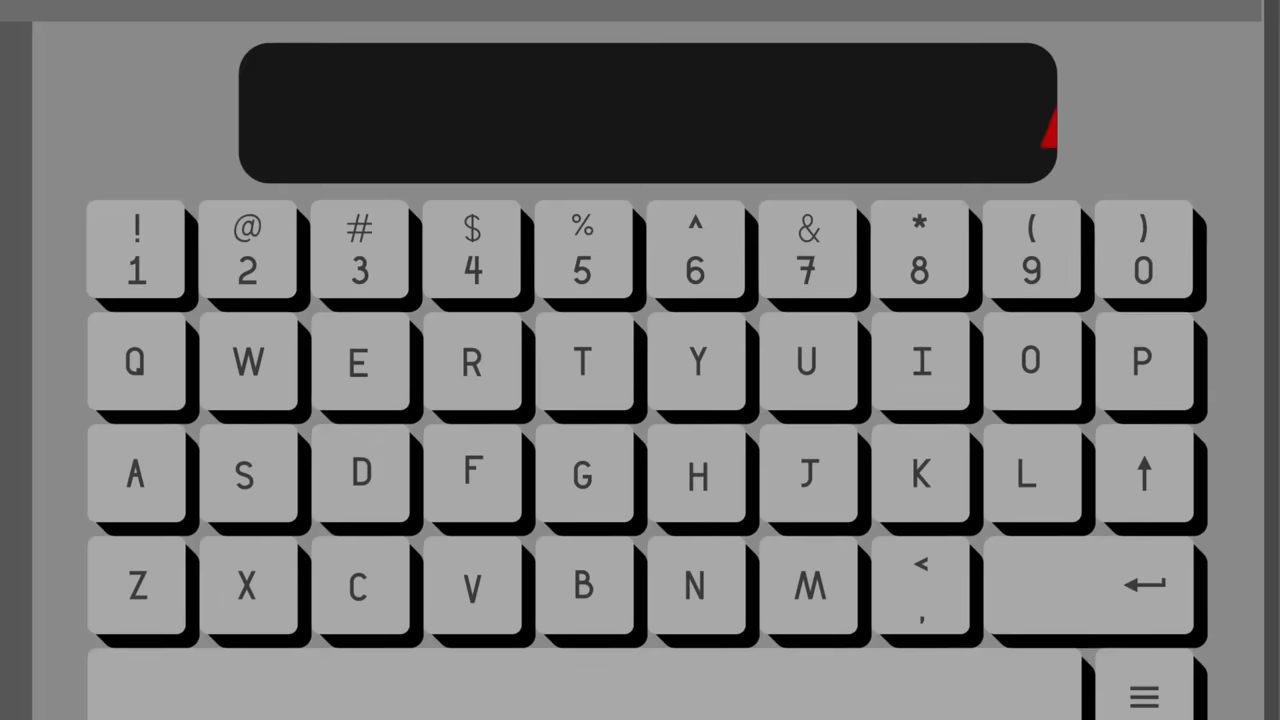 ! @ # $ % ^ & * ( )
1 2 3 4 5 6 7 8 9 0
Q W E R T Y U I O P
A S D F G H J K L ↑
Z X C V B N M < ←
,